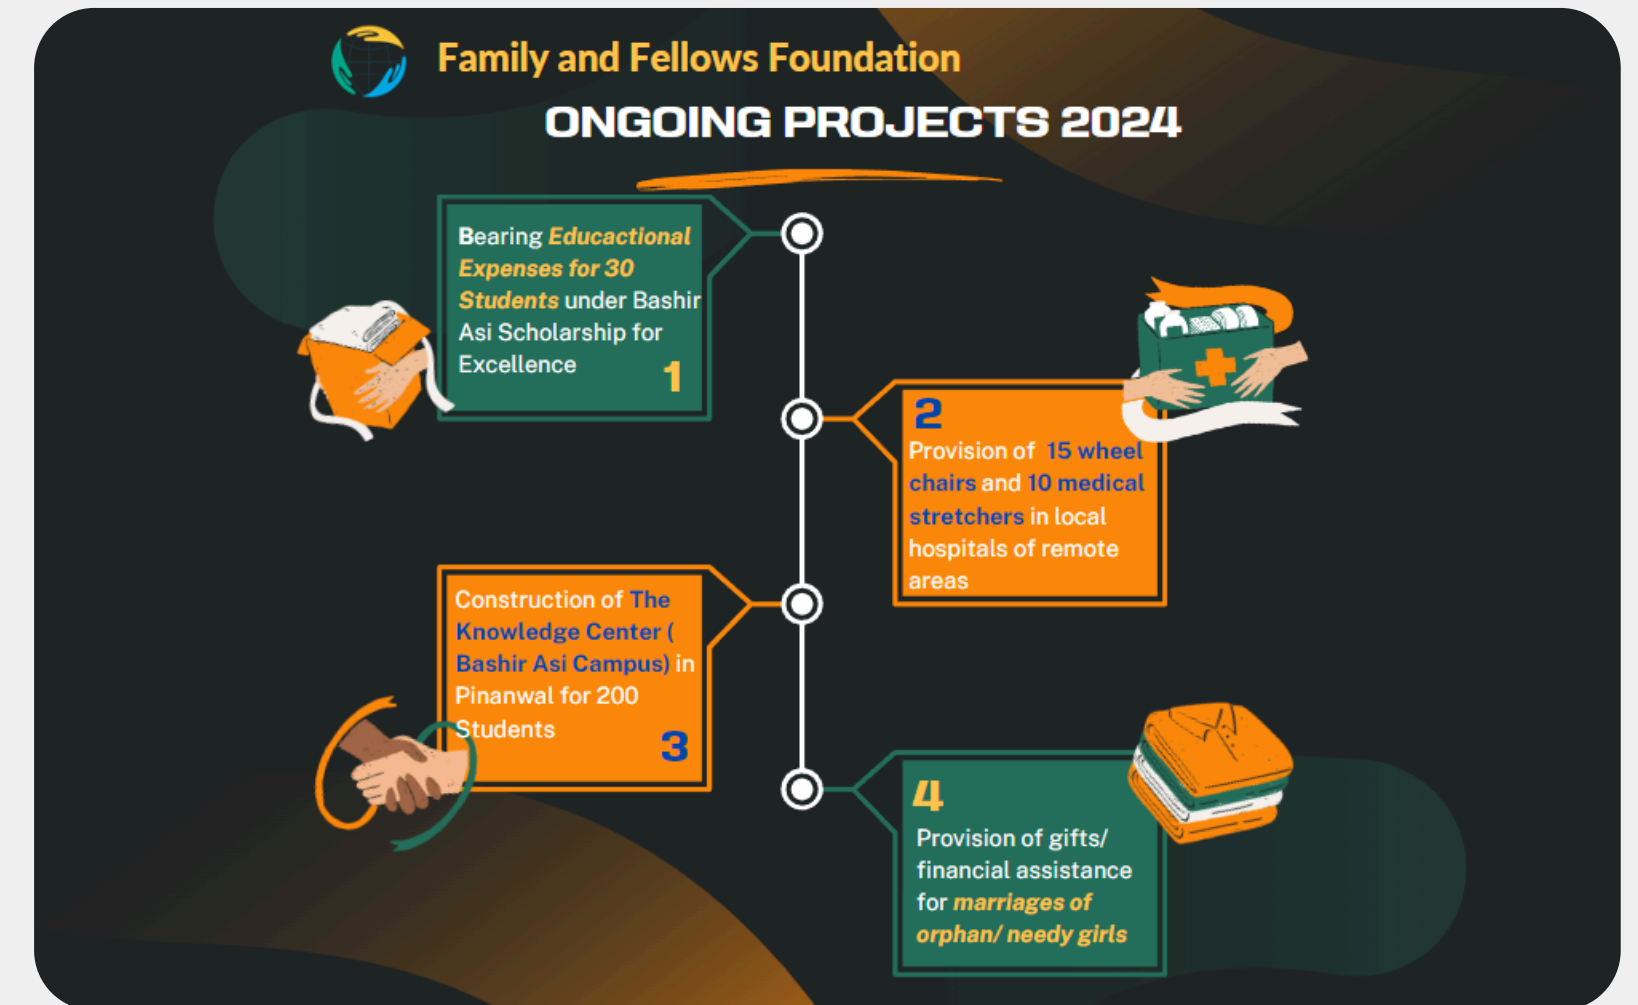 Family and Fellows Foundation
ONGOING PROJECTS 2024
Bearing Educactional
Expenses for 30
Students under Bashir
Asi Scholarship for
Excellence
1
2
Provision of 15 wheel
chairs and 10 medical
stretchers in local
hospitals of remote
areas
Construction of The
Knowledge Center (
Bashir Asi Campus) in
Pinanwal for 200
Students
3
4
Provision of gifts/
financial assistance
for marriages of
orphan/ needy girls